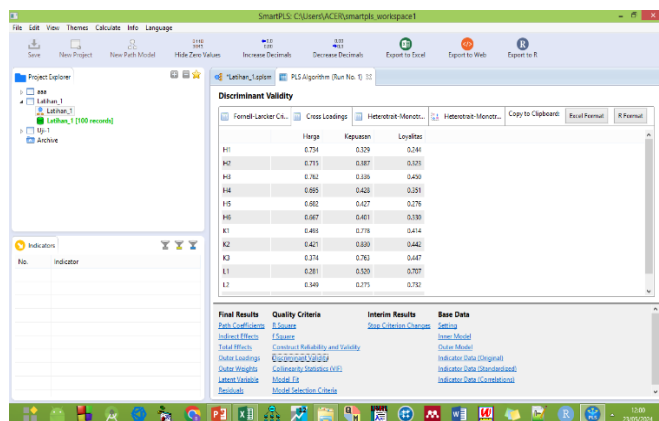 SmartPLS: C:\Users\ACER\smartpls_workspace1
File Edit View Themes Calculate Info Language
Save New Project New Path Model Hide Zero Values Increase Decimals Decrease Decimals Export to Excel Export to Web Export to R
Project Explorer
aaa
Latihan_1
Latihan_1
Latihan_1 [100 records]
Uji-1
Archive
Indicators
No. Indicator
*Latihan_1.splsm PLS Algorithm (Run No. 1)
Discriminant Validity
Fornell-Larcker Cri... Cross Loadings Heterotrait-Monotr... Heterotrait-Monotr... Copy to Clipboard: Excel Format R Format
Harga Kepuasan Loyalitas
H1 0.734 0.329 0.244
H2 0.715 0.387 0.323
H3 0.762 0.336 0.450
H4 0.695 0.428 0.351
H5 0.682 0.427 0.276
H6 0.667 0.401 0.330
K1 0.493 0.778 0.414
K2 0.421 0.830 0.442
K3 0.374 0.763 0.447
L1 0.281 0.520 0.707
L2 0.349 0.275 0.732
Final Results Quality Criteria Interim Results Base Data
Path Coefficients R Square Stop Criterion Changes Setting
Indirect Effects f Square Inner Model
Total Effects Construct Reliability and Validity Outer Model
Outer Loadings Discriminant Validity Indicator Data (Original)
Outer Weights Collinearity Statistics (VIF) Indicator Data (Standardized)
Latent Variable Model Fit Indicator Data (Correlations)
Residuals Model Selection Criteria
12:00
25/05/2024